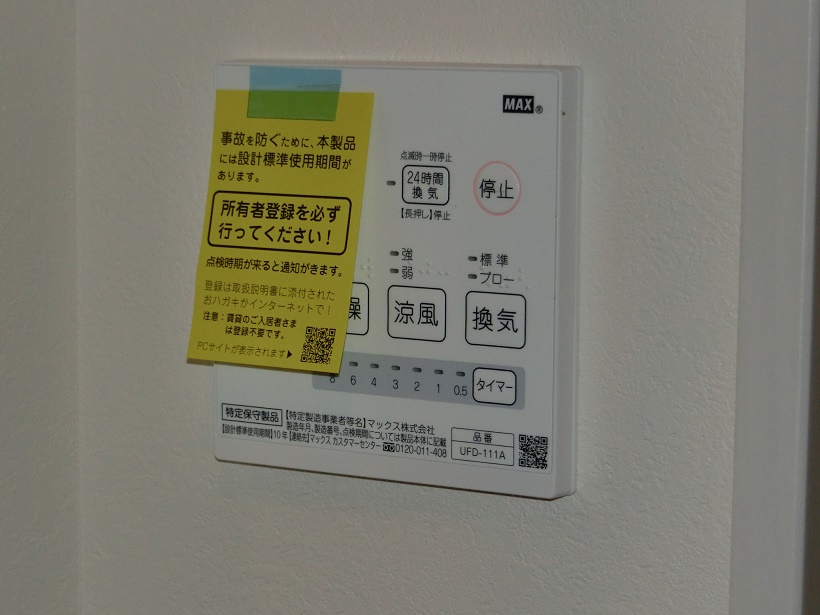 MAX®
事故を防ぐために、本製品
には設計標準使用期間が
あります。
所有者登録を必ず
行ってください！
点検時期が来ると通知がきます。
登録は取扱説明書に添付された
おハガキかインターネットで！
注意：賃貸のご入居者さま
は登録不要です。
PCサイトが表示されます▶
点滅時一時停止
24時間
換気
【長押し】停止
停止
強
弱
標準
ブロー
燥
涼風
換気
8 6 4 3 2 1 0.5
タイマー
特定保守製品
【特定製造事業者等名】マックス株式会社
製造年月、製造番号、点検期間については製品本体に記載
【設計標準使用期間】10年【連絡先】マックス カスタマーセンター 0120-011-408
品番
UFD-111A